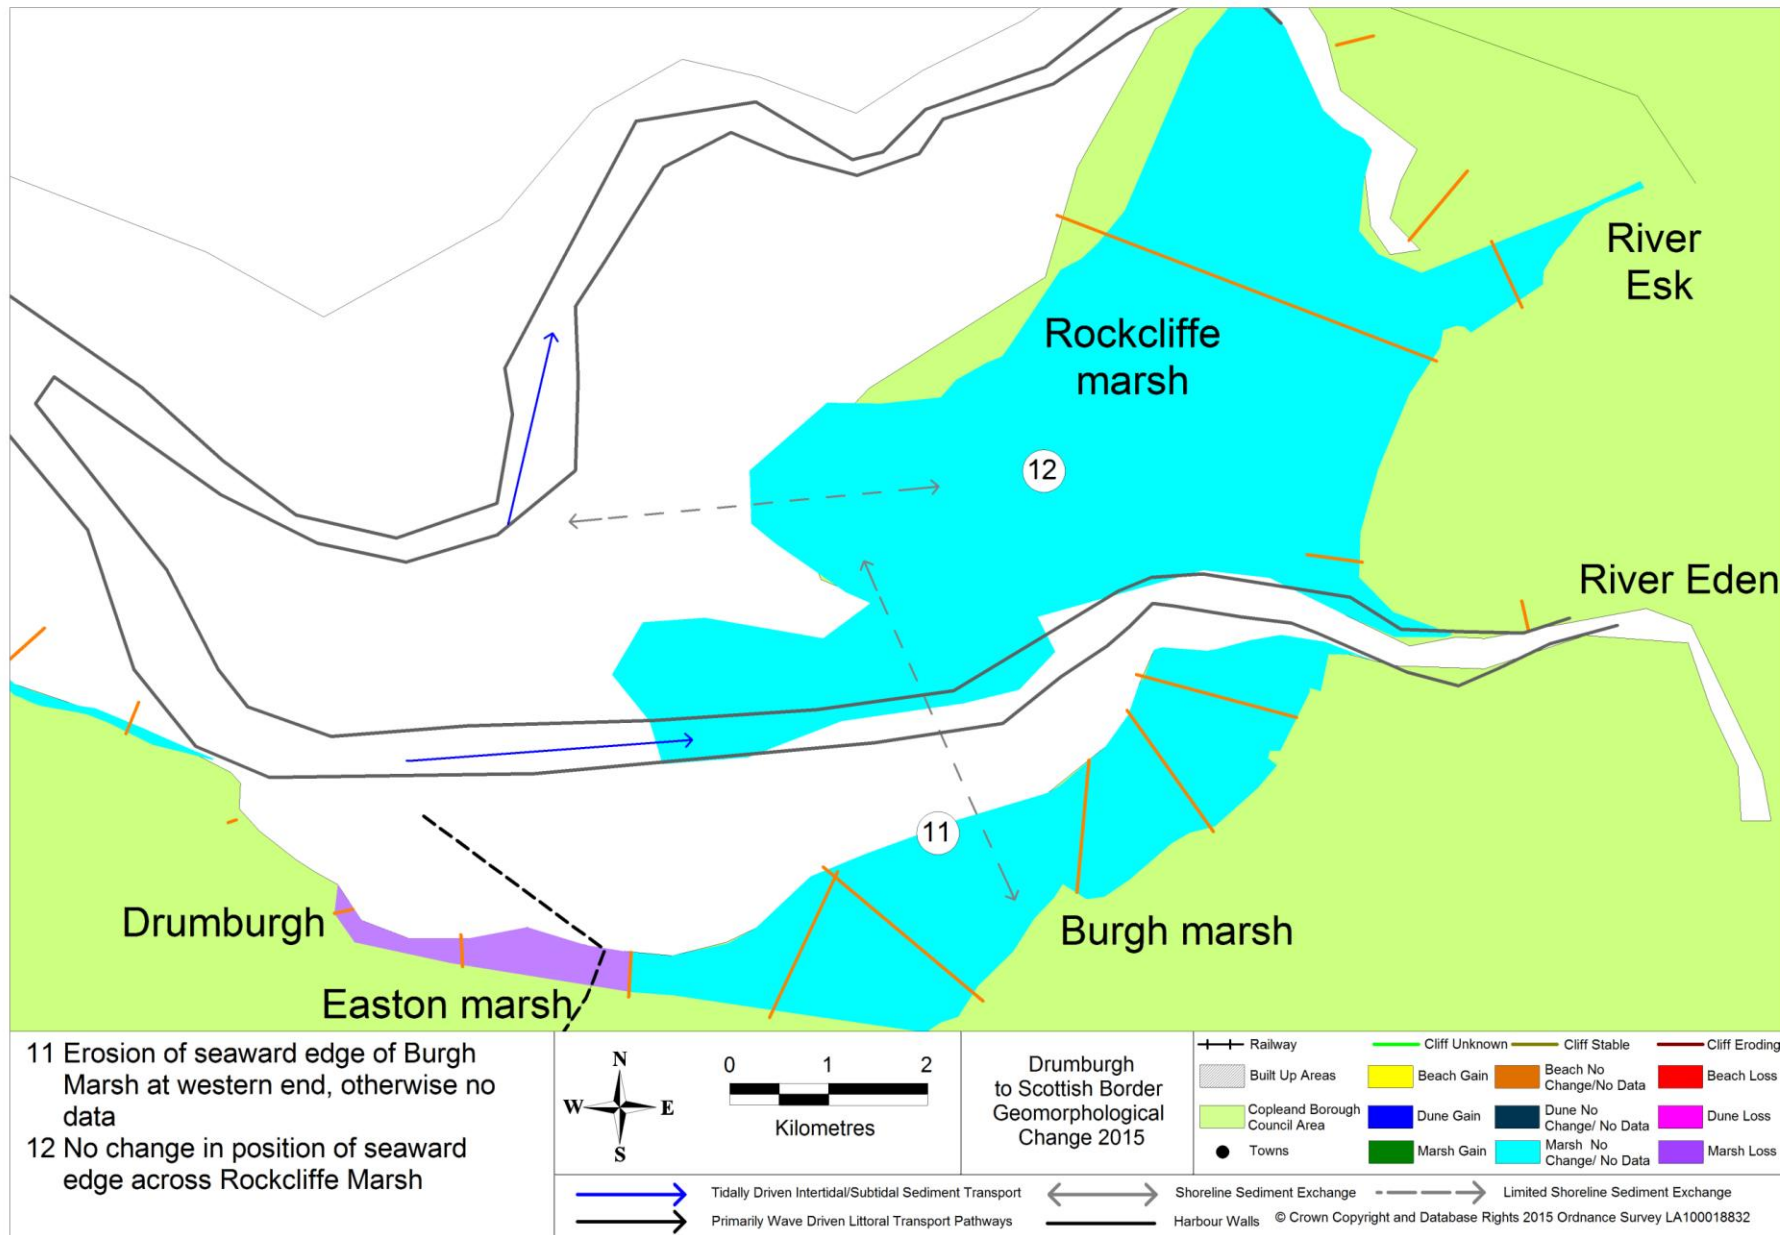 River
Esk
Rockcliffe
marsh
12
River Eden
11
Drumburgh
Burgh marsh
Easton marsh
11 Erosion of seaward edge of Burgh
Marsh at western end, otherwise no
data
12 No change in position of seaward
edge across Rockcliffe Marsh
N
W E
S
0 1 2
Kilometres
Drumburgh
to Scottish Border
Geomorphological
Change 2015
Railway
Built Up Areas
Copleand Borough
Council Area
Towns
Cliff Unknown
Cliff Stable
Cliff Eroding
Beach Gain
Beach No
Change/No Data
Beach Loss
Dune Gain
Dune No
Change/ No Data
Dune Loss
Marsh Gain
Marsh No
Change/ No Data
Marsh Loss
Tidally Driven Intertidal/Subtidal Sediment Transport
Shoreline Sediment Exchange
Limited Shoreline Sediment Exchange
Primarily Wave Driven Littoral Transport Pathways
Harbour Walls
© Crown Copyright and Database Rights 2015 Ordnance Survey LA100018832